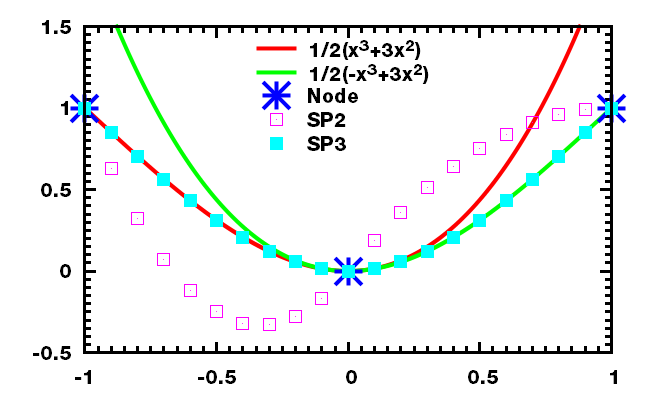 1.5
1
0.5
0
-0.5
1/2(x³+3x²)
1/2(-x³+3x²)
Node
SP2
SP3
-1 -0.5 0 0.5 1